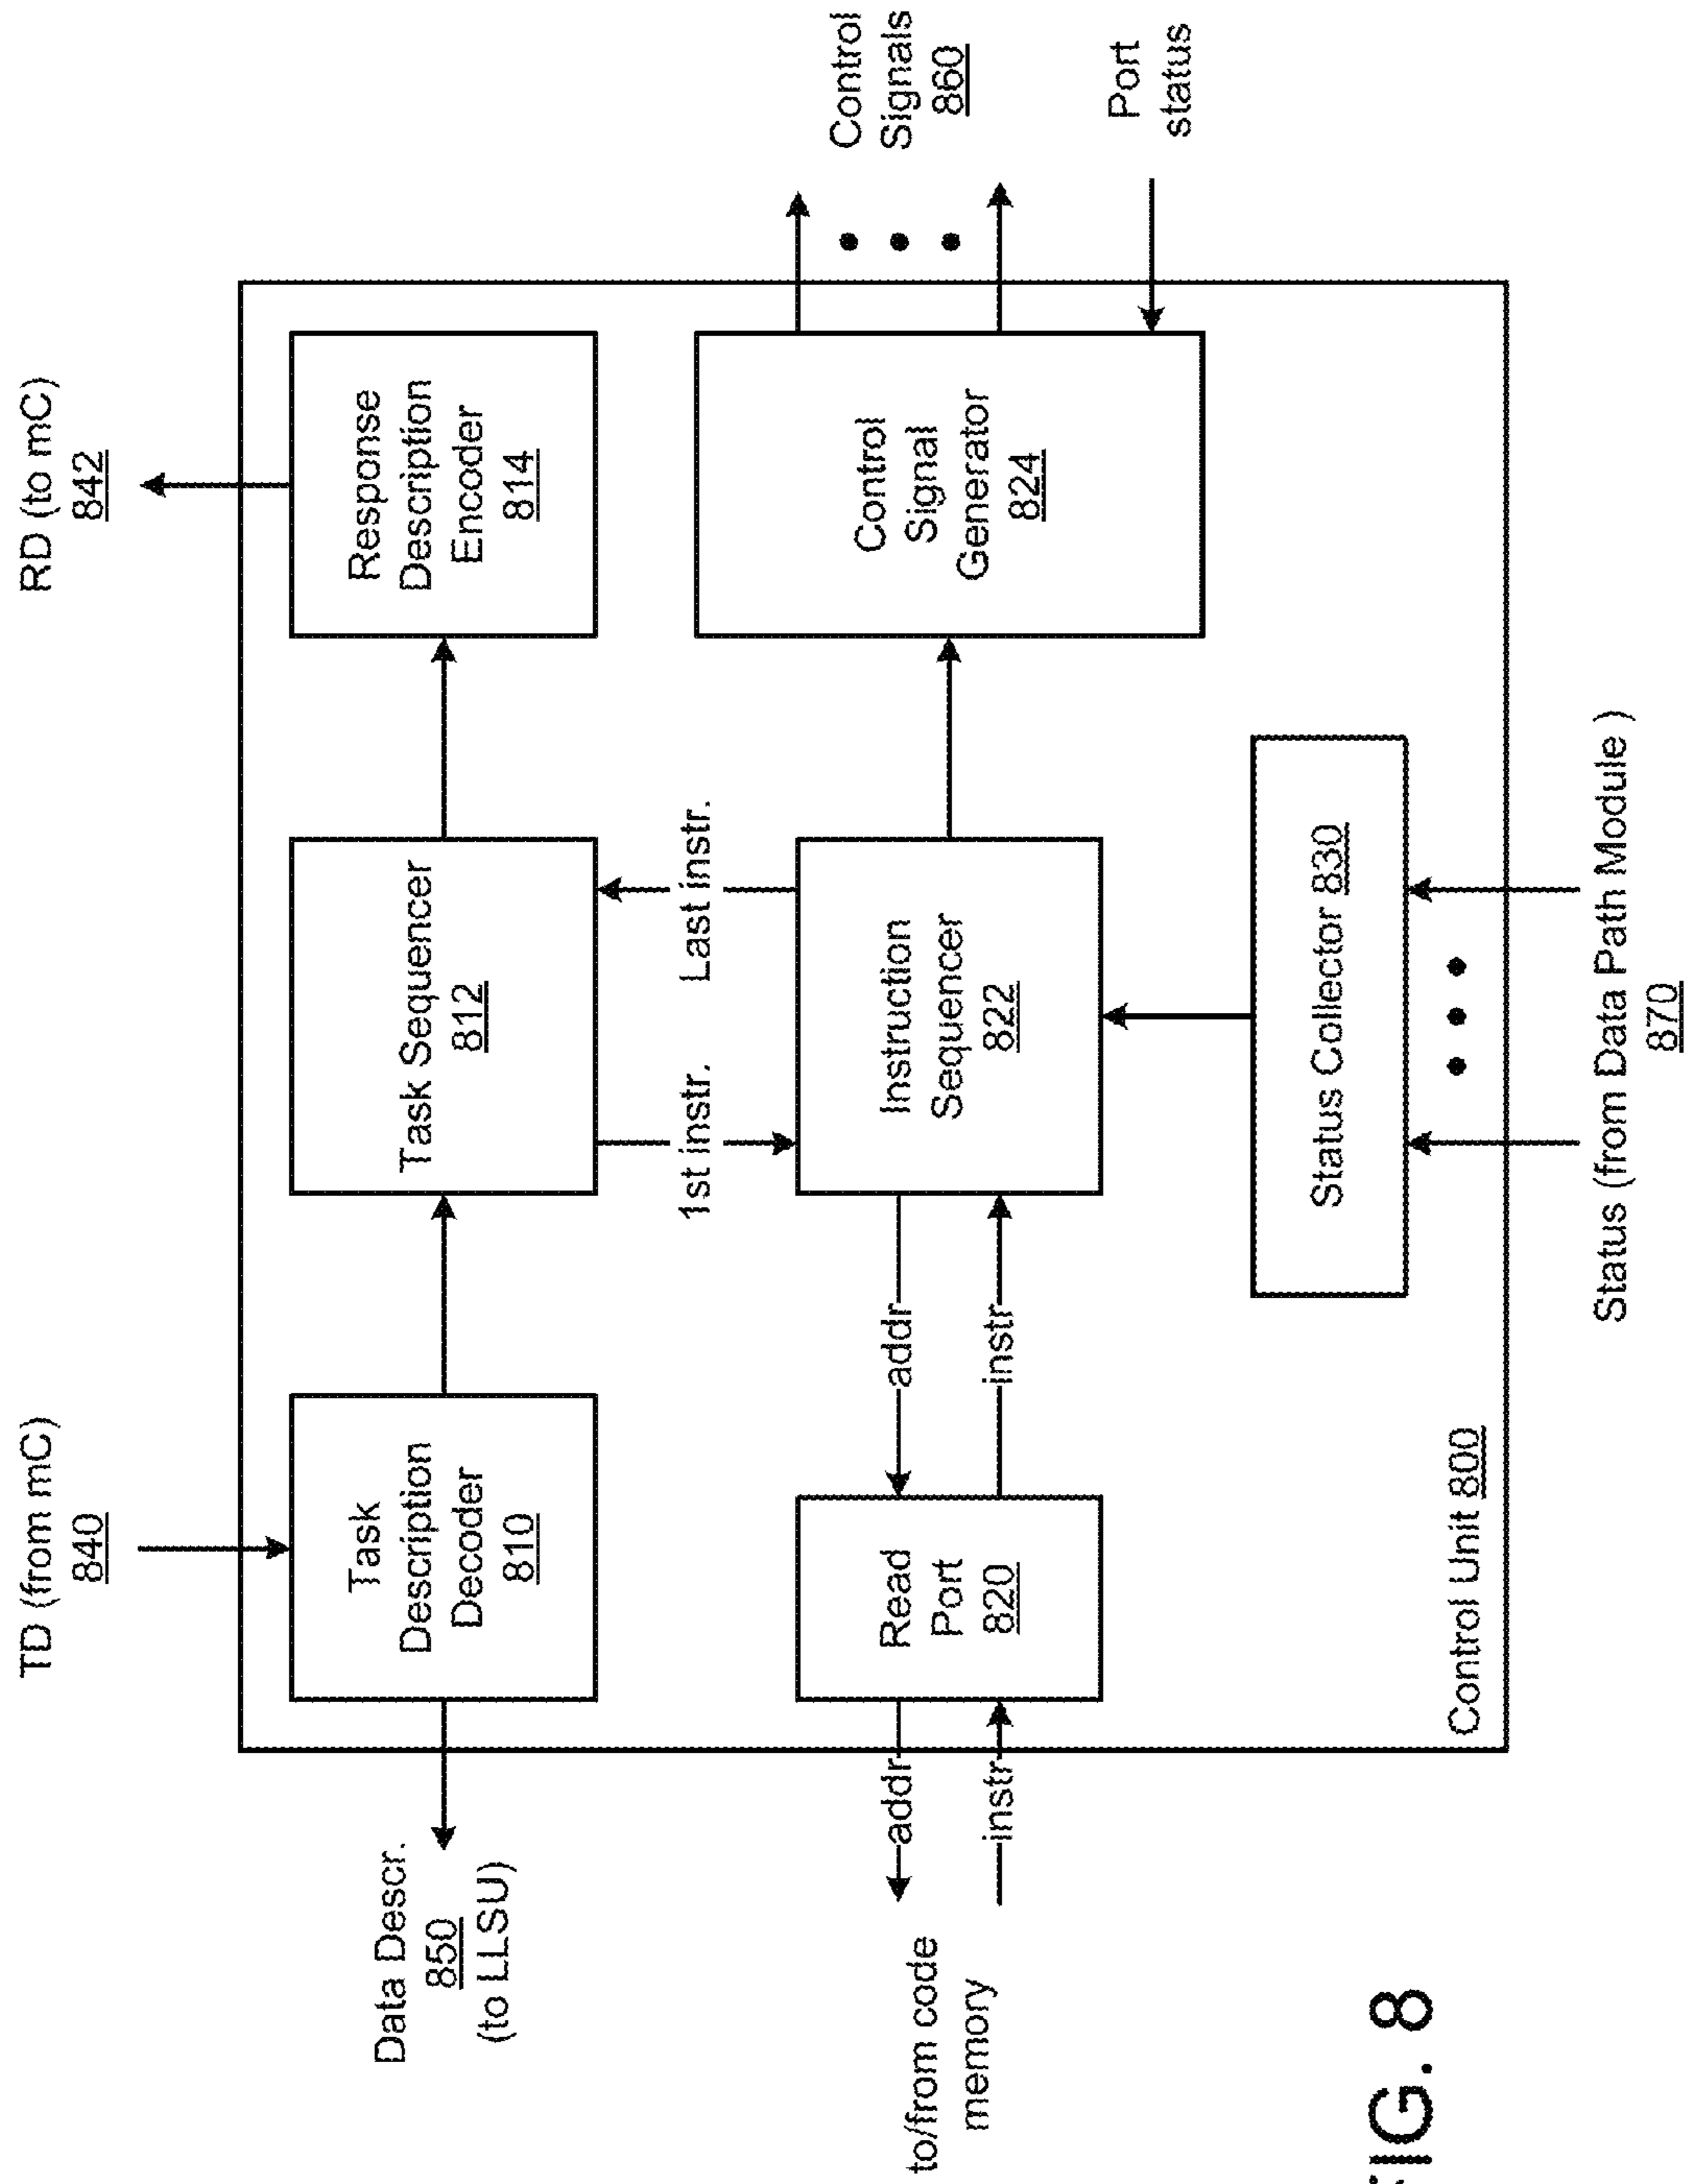 TD (from mC)
840
RD (to mC)
842
Data Descr.
850
(to LLSU)
Task
Description
Decoder
810
Task Sequencer
812
Response
Description
Encoder
814
1st instr.
Last instr.
to/from code
memory
addr
instr
Read
Port
820
addr
instr
Instruction
Sequencer
822
Control
Signal
Generator
824
Control
Signals
860
Port
status
Status Collector 830
Control Unit 800
Status (from Data Path Module )
870
FIG. 8